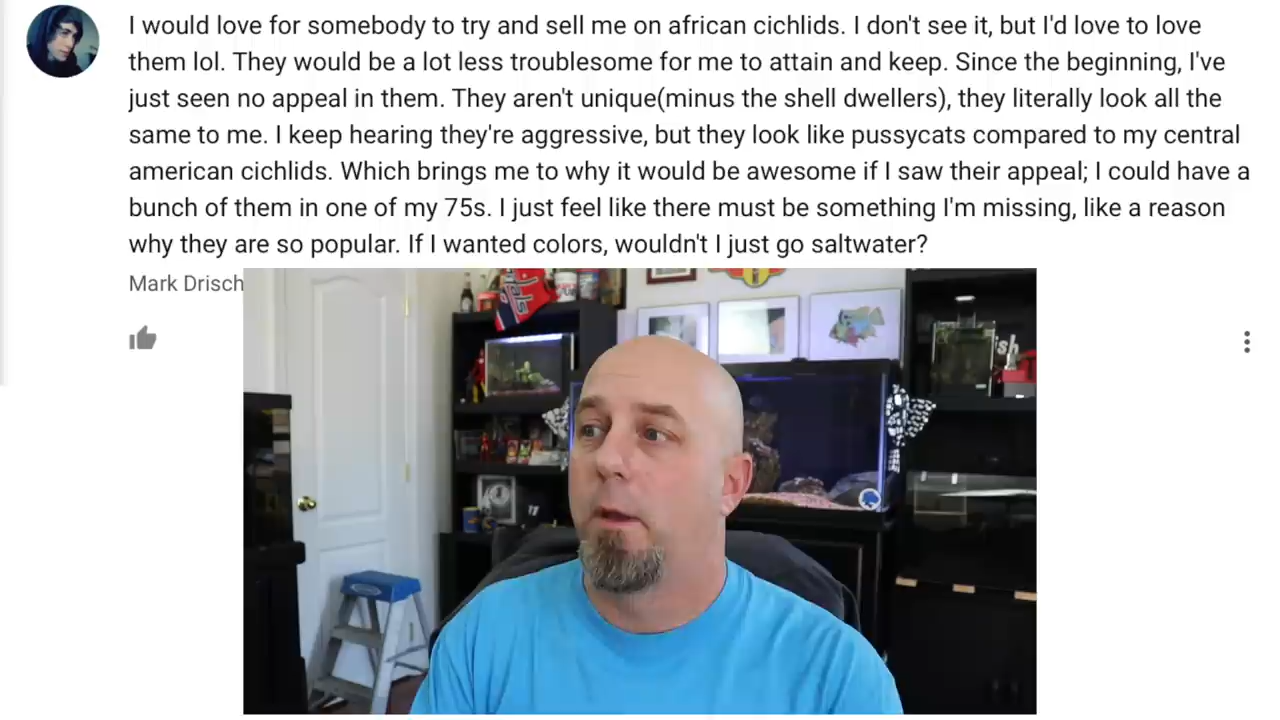 I would love for somebody to try and sell me on african cichlids. I don't see it, but I'd love to love
them lol. They would be a lot less troublesome for me to attain and keep. Since the beginning, I've
just seen no appeal in them. They aren't unique(minus the shell dwellers), they literally look all the
same to me. I keep hearing they're aggressive, but they look like pussycats compared to my central
american cichlids. Which brings me to why it would be awesome if I saw their appeal; I could have a
bunch of them in one of my 75s. I just feel like there must be something I'm missing, like a reason
why they are so popular. If I wanted colors, wouldn't I just go saltwater?
Mark Drisch